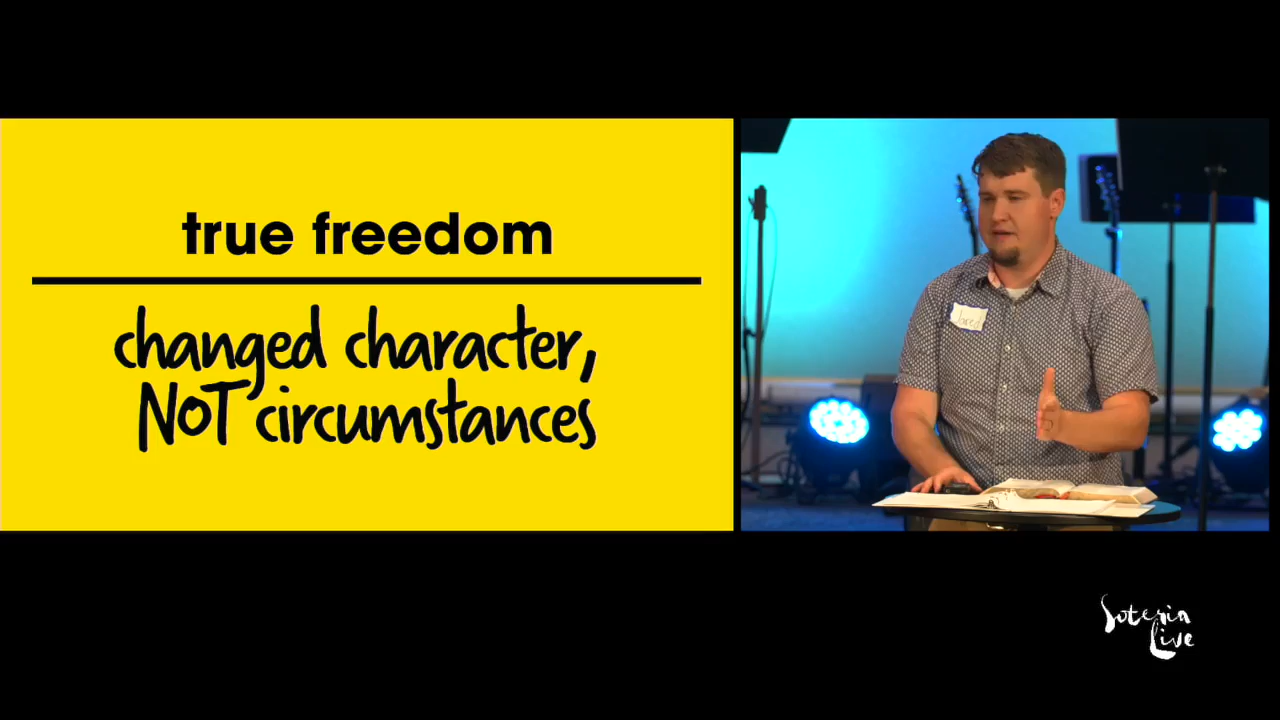 true freedom
changed character,
NOT circumstances
Soteria
Live